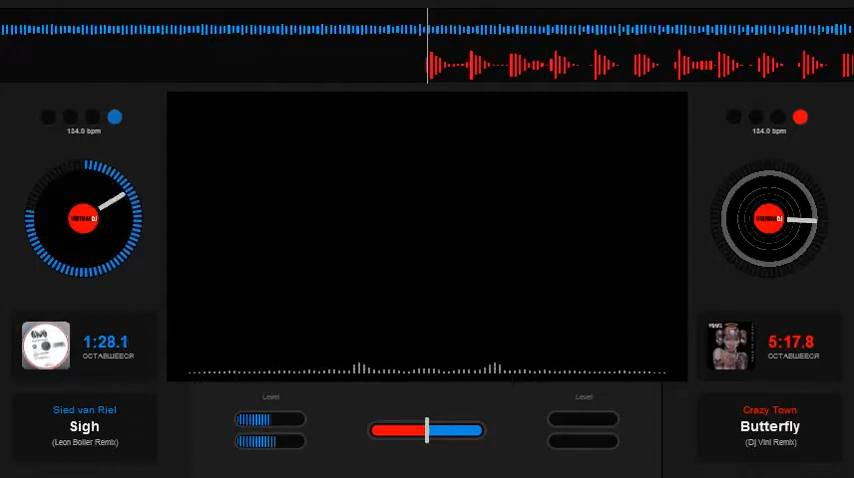 134.0 bpm
134.0 bpm
1:28.1
ОСТАВШЕЕСЯ
5:17.8
ОСТАВШЕЕСЯ
Level
Level
Sied van Riel
Sigh
(Leon Bolier Remix)
Crazy Town
Butterfly
(Dj Vini Remix)